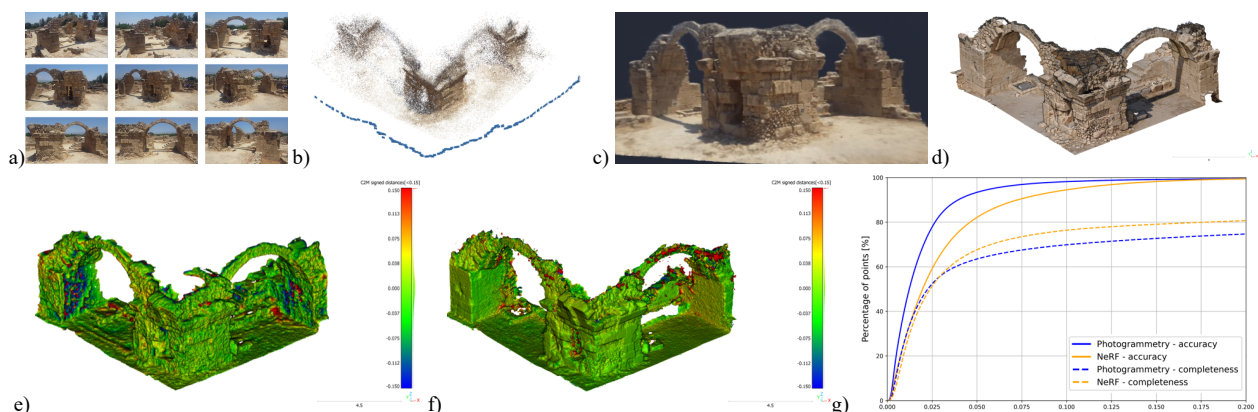 a)
b)
c)
d)
C2M signed distances[<0.15]
0.150
0.113
0.075
0.038
0.000
-0.038
-0.075
-0.113
-0.150
4.5
e)
C2M signed distances[<0.15]
0.150
0.113
0.075
0.038
0.000
-0.038
-0.075
-0.113
-0.150
4.5
f)
Percentage of points [%]
100
80
60
40
20
0
0.000 0.025 0.050 0.075 0.100 0.125 0.150 0.175 0.200
Photogrammetry - accuracy
NeRF - accuracy
Photogrammetry - completeness
NeRF - completeness
g)